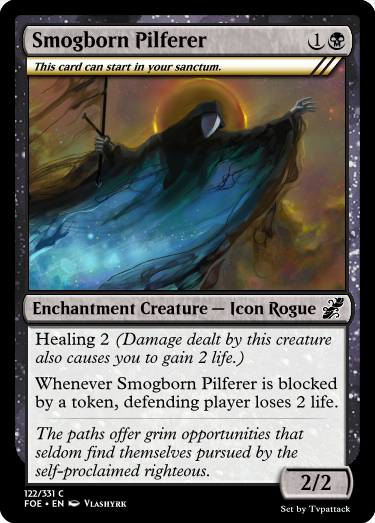 Smogborn Pilferer 1
This card can start in your sanctum.
Enchantment Creature — Icon Rogue
Healing 2 (Damage dealt by this creature
also causes you to gain 2 life.)
Whenever Smogborn Pilferer is blocked
by a token, defending player loses 2 life.
The paths offer grim opportunities that
seldom find themselves pursued by the
self-proclaimed righteous.
2/2
122/331 C
FOE • EN Vlashyrk
Set by Tvpattack